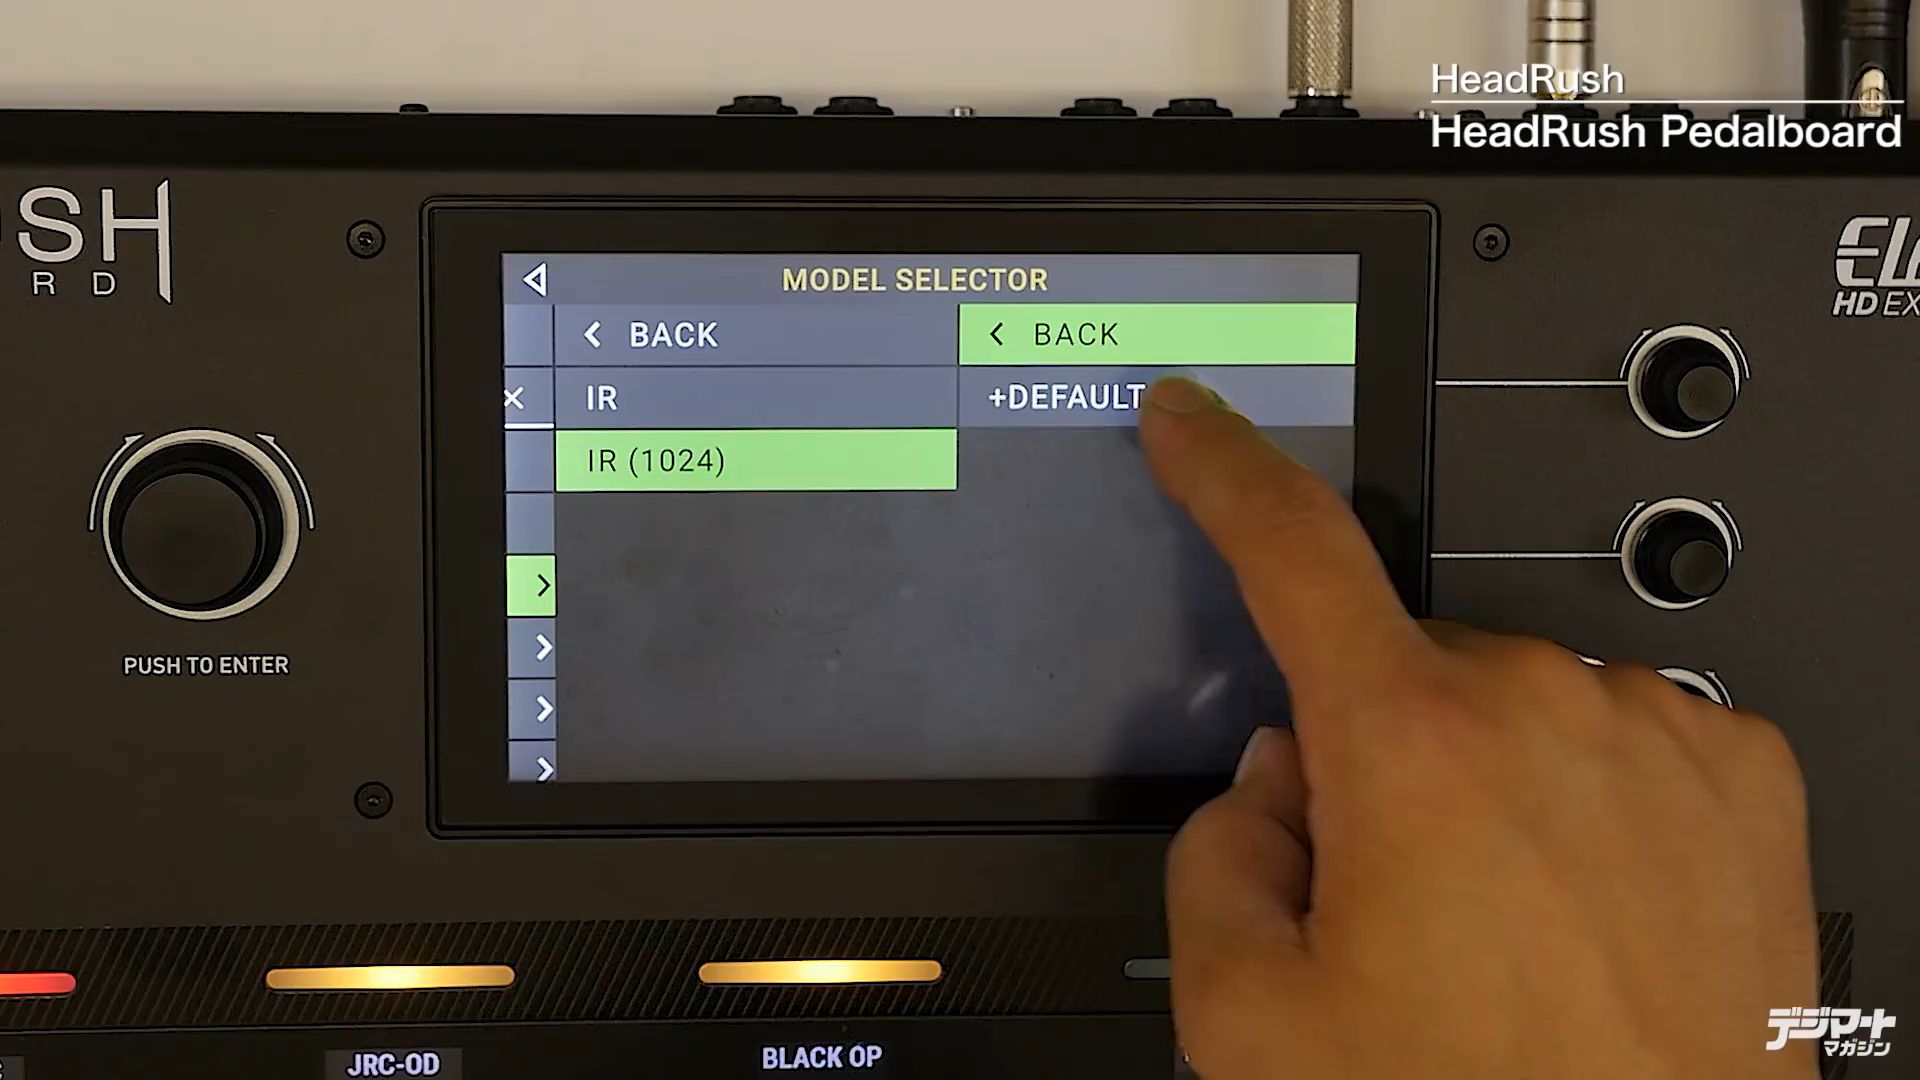 HeadRush
HeadRush Pedalboard
SH
RD
HD EX
MODEL SELECTOR
BACK
BACK
IR
+DEFAULT
IR (1024)
PUSH TO ENTER
JRC-OD
BLACK OP
デジマート
マガジン